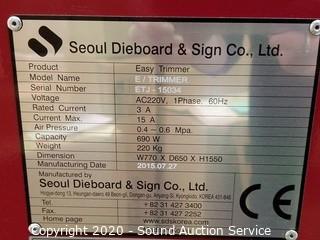 Seoul Dieboard & Sign Co., Ltd.
Product Easy Trimmer
Model Name E / TRIMMER
Serial Number ETJ - 15034
Voltage AC220V, 1Phase, 60Hz
Rated Current 3 A
Current Max. 15 A
Air Pressure 0.4 ~ 0.6 Mpa.
Capacity 690 W
Weight 220 Kg
Dimension W770 X D650 X H1550
Manufacturing Date 2015.07.27
Manufactured by
Seoul Dieboard & Sign Co., Ltd.
Tel. + 82 31 427 3400
Fax. + 82 31 427 2252
Home page www.sdskorea.com
CE
Copyright © 2020 - Sound Auction Service